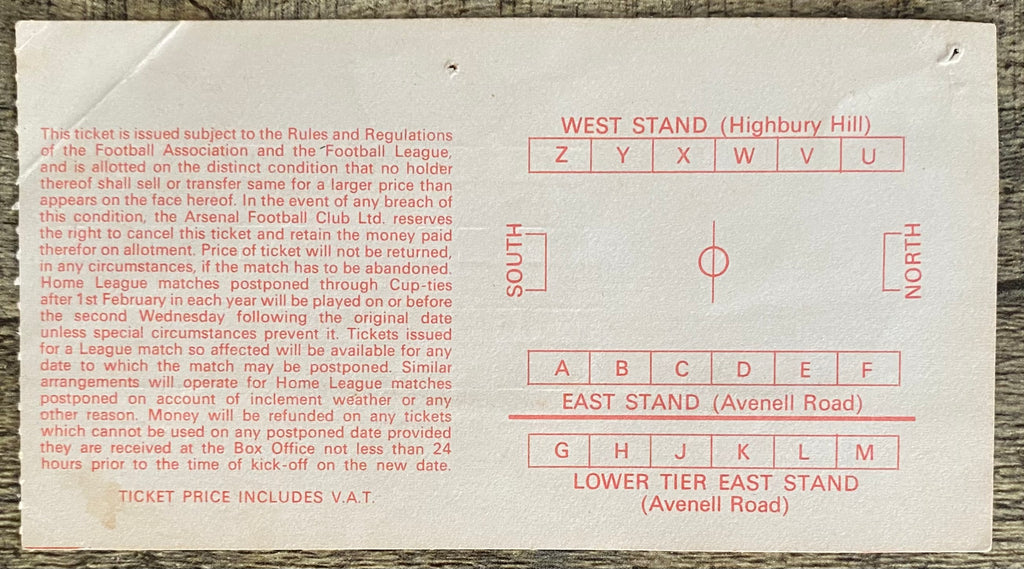 This ticket is issued subject to the Rules and Regulations
of the Football Association and the Football League,
and is allotted on the distinct condition that no holder
thereof shall sell or transfer same for a larger price than
appears on the face hereof. In the event of any breach of
this condition, the Arsenal Football Club Ltd. reserves
the right to cancel this ticket and retain the money paid
therefor on allotment. Price of ticket will not be returned,
in any circumstances, if the match has to be abandoned.
Home League matches postponed through Cup-ties
after 1st February in each year will be played on or before
the second Wednesday following the original date
unless special circumstances prevent it. Tickets issued
for a League match so affected will be available for any
date to which the match may be postponed. Similar
arrangements will operate for Home League matches
postponed on account of inclement weather or any
other reason. Money will be refunded on any tickets
which cannot be used on any postponed date provided
they are received at the Box Office not less than 24
hours prior to the time of kick-off on the new date.
TICKET PRICE INCLUDES V.A.T.
WEST STAND (Highbury Hill)
Z Y X W V U
SOUTH
NORTH
A B C D E F
EAST STAND (Avenell Road)
G H J K L M
LOWER TIER EAST STAND
(Avenell Road)